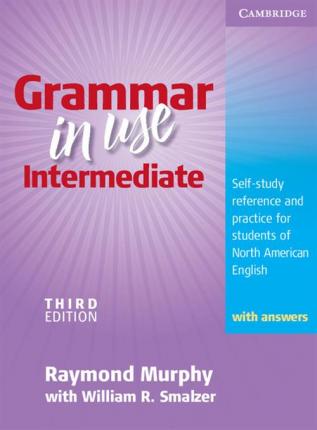 CAMBRIDGE
Grammar
in use
Intermediate
Self-study
reference and
practice for
students of
North American
English
with answers
THIRD
EDITION
Raymond Murphy
with William R. Smalzer